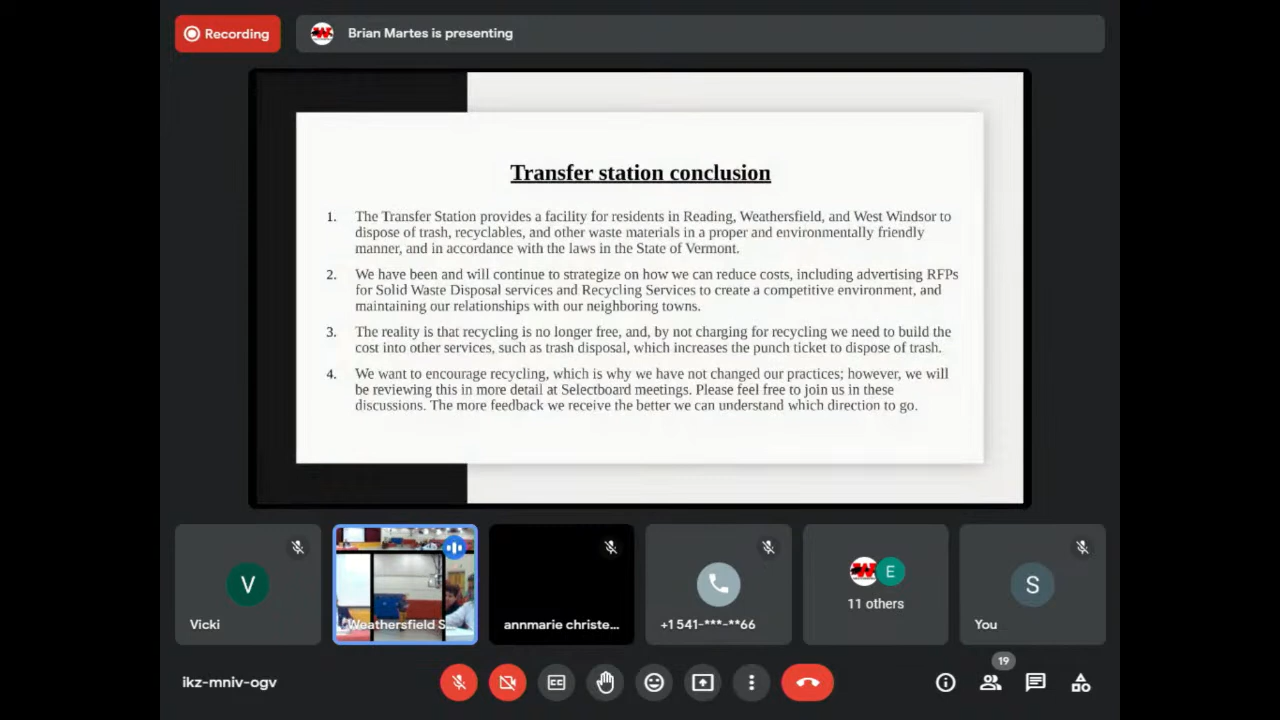 Recording
Brian Martes is presenting
Transfer station conclusion
1. The Transfer Station provides a facility for residents in Reading, Weathersfield, and West Windsor to
dispose of trash, recyclables, and other waste materials in a proper and environmentally friendly
manner, and in accordance with the laws in the State of Vermont.
2. We have been and will continue to strategize on how we can reduce costs, including advertising RFPs
for Solid Waste Disposal services and Recycling Services to create a competitive environment, and
maintaining our relationships with our neighboring towns.
3. The reality is that recycling is no longer free, and, by not charging for recycling we need to build the
cost into other services, such as trash disposal, which increases the punch ticket to dispose of trash.
4. We want to encourage recycling, which is why we have not changed our practices; however, we will
be reviewing this in more detail at Selectboard meetings. Please feel free to join us in these
discussions. The more feedback we receive the better we can understand which direction to go.
V
Vicki
Weathersfield S...
annmarie christe...
+1 541-***-**66
E
11 others
S
You
ikz-mniv-ogv
CC
19